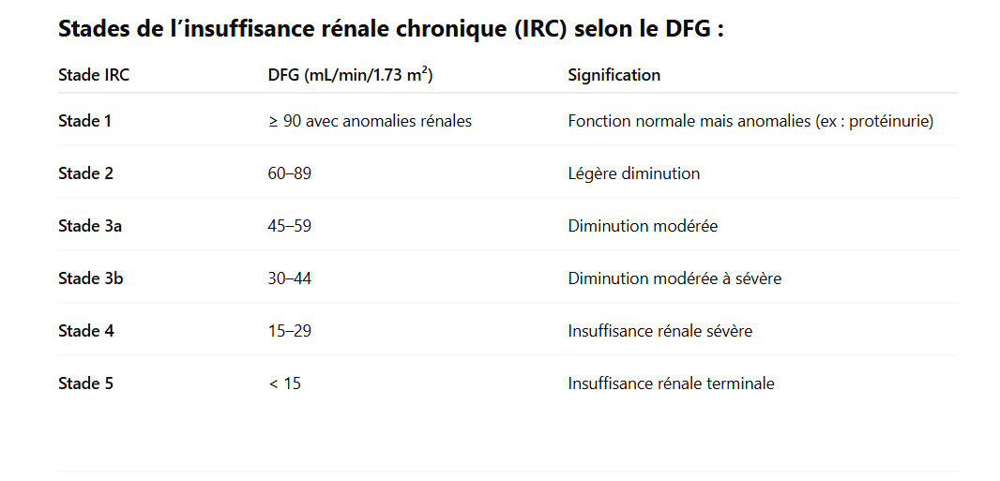 Stades de l’insuffisance rénale chronique (IRC) selon le DFG :
Stade IRC DFG (mL/min/1.73 m²) Signification
Stade 1 ≥ 90 avec anomalies rénales Fonction normale mais anomalies (ex : protéinurie)
Stade 2 60–89 Légère diminution
Stade 3a 45–59 Diminution modérée
Stade 3b 30–44 Diminution modérée à sévère
Stade 4 15–29 Insuffisance rénale sévère
Stade 5 < 15 Insuffisance rénale terminale